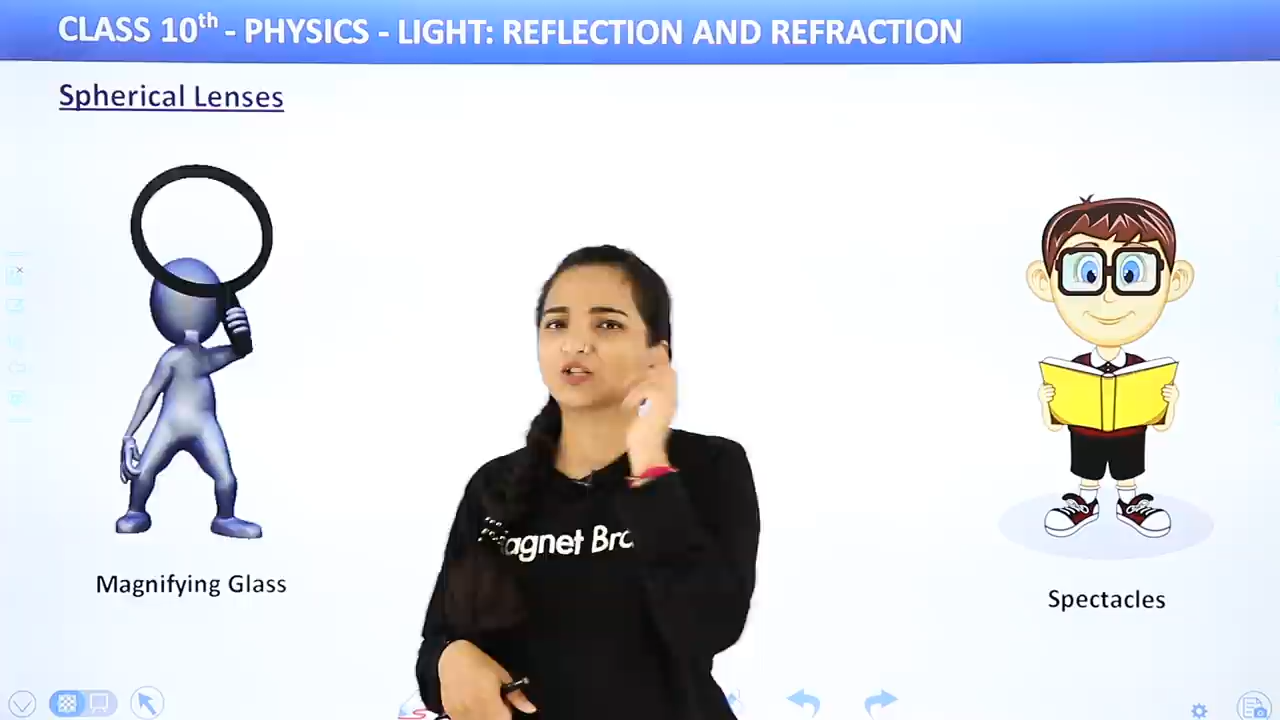 CLASS 10th - PHYSICS - LIGHT: REFLECTION AND REFRACTION
Spherical Lenses
agnet Bra
Magnifying Glass
Spectacles